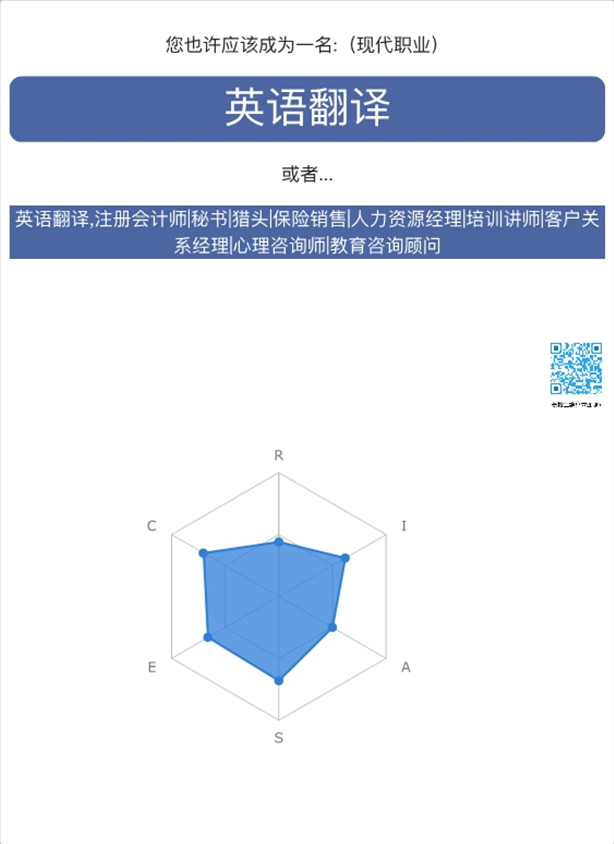 您也许应该成为一名:（现代职业）
英语翻译
或者...
英语翻译,注册会计师|秘书|猎头|保险销售|人力资源经理|培训讲师|客户关
系经理|心理咨询师|教育咨询顾问
R
C
I
E
A
S